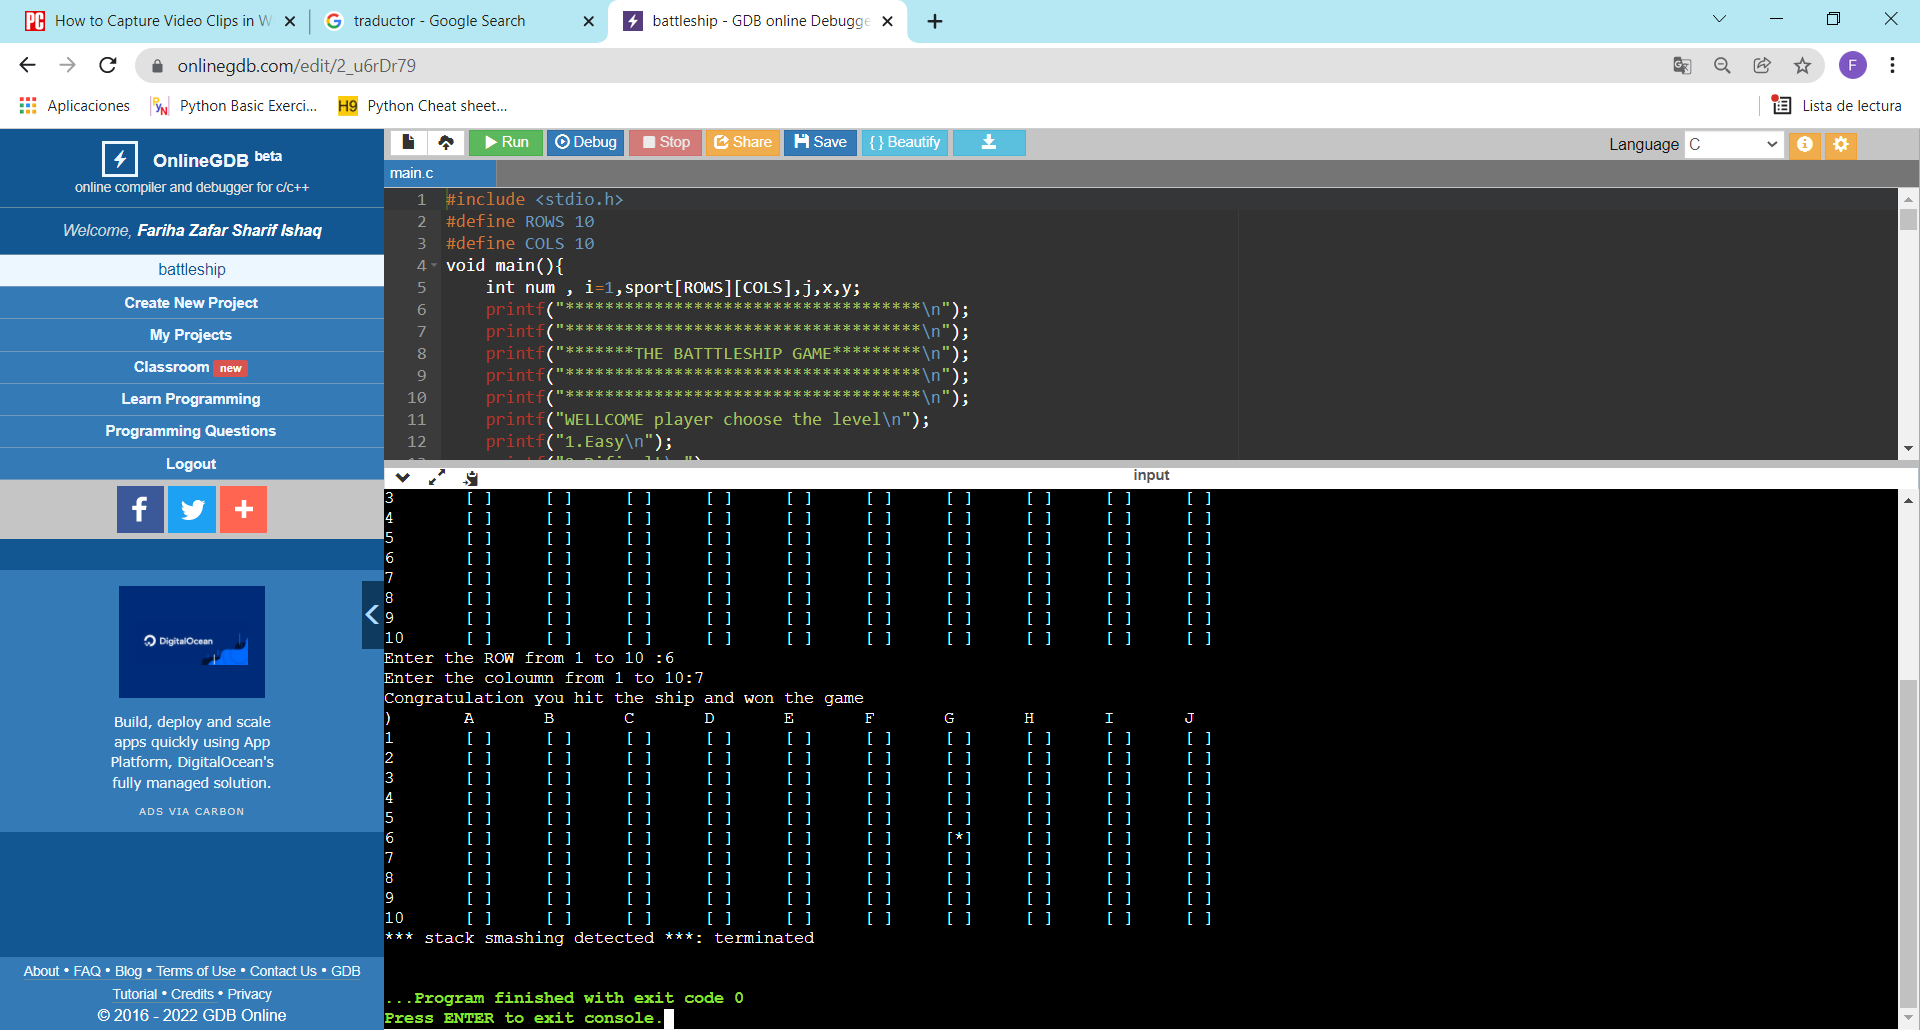 How to Capture Video Clips in W
traductor - Google Search
battleship - GDB online Debugge
onlinegdb.com/edit/2_u6rDr79
F
Aplicaciones
Python Basic Exerci...
H9 Python Cheat sheet...
Lista de lectura
OnlineGDB beta
online compiler and debugger for c/c++
Welcome, Fariha Zafar Sharif Ishaq
battleship
Create New Project
My Projects
Classroom new
Learn Programming
Programming Questions
Logout
DigitalOcean
Build, deploy and scale
apps quickly using App
Platform, DigitalOcean's
fully managed solution.
ADS VIA CARBON
About • FAQ • Blog • Terms of Use • Contact Us • GDB
Tutorial • Credits • Privacy
© 2016 - 2022 GDB Online
Run Debug Stop Share Save { } Beautify
Language C
main.c
1 #include <stdio.h>
2 #define ROWS 10
3 #define COLS 10
4 void main(){
5 int num , i=1,sport[ROWS][COLS],j,x,y;
6 printf("************************************\n");
7 printf("************************************\n");
8 printf("*******THE BATTTLESHIP GAME*********\n");
9 printf("************************************\n");
10 printf("************************************\n");
11 printf("WELLCOME player choose the level\n");
12 printf("1.Easy\n");
input
3 [ ] [ ] [ ] [ ] [ ] [ ] [ ] [ ] [ ] [ ]
4 [ ] [ ] [ ] [ ] [ ] [ ] [ ] [ ] [ ] [ ]
5 [ ] [ ] [ ] [ ] [ ] [ ] [ ] [ ] [ ] [ ]
6 [ ] [ ] [ ] [ ] [ ] [ ] [ ] [ ] [ ] [ ]
7 [ ] [ ] [ ] [ ] [ ] [ ] [ ] [ ] [ ] [ ]
8 [ ] [ ] [ ] [ ] [ ] [ ] [ ] [ ] [ ] [ ]
9 [ ] [ ] [ ] [ ] [ ] [ ] [ ] [ ] [ ] [ ]
10 [ ] [ ] [ ] [ ] [ ] [ ] [ ] [ ] [ ] [ ]
Enter the ROW from 1 to 10 :6
Enter the coloumn from 1 to 10:7
Congratulation you hit the ship and won the game
) A B C D E F G H I J
1 [ ] [ ] [ ] [ ] [ ] [ ] [ ] [ ] [ ] [ ]
2 [ ] [ ] [ ] [ ] [ ] [ ] [ ] [ ] [ ] [ ]
3 [ ] [ ] [ ] [ ] [ ] [ ] [ ] [ ] [ ] [ ]
4 [ ] [ ] [ ] [ ] [ ] [ ] [ ] [ ] [ ] [ ]
5 [ ] [ ] [ ] [ ] [ ] [ ] [ ] [ ] [ ] [ ]
6 [ ] [ ] [ ] [ ] [ ] [ ] [*] [ ] [ ] [ ]
7 [ ] [ ] [ ] [ ] [ ] [ ] [ ] [ ] [ ] [ ]
8 [ ] [ ] [ ] [ ] [ ] [ ] [ ] [ ] [ ] [ ]
9 [ ] [ ] [ ] [ ] [ ] [ ] [ ] [ ] [ ] [ ]
10 [ ] [ ] [ ] [ ] [ ] [ ] [ ] [ ] [ ] [ ]
*** stack smashing detected ***: terminated
...Program finished with exit code 0
Press ENTER to exit console.